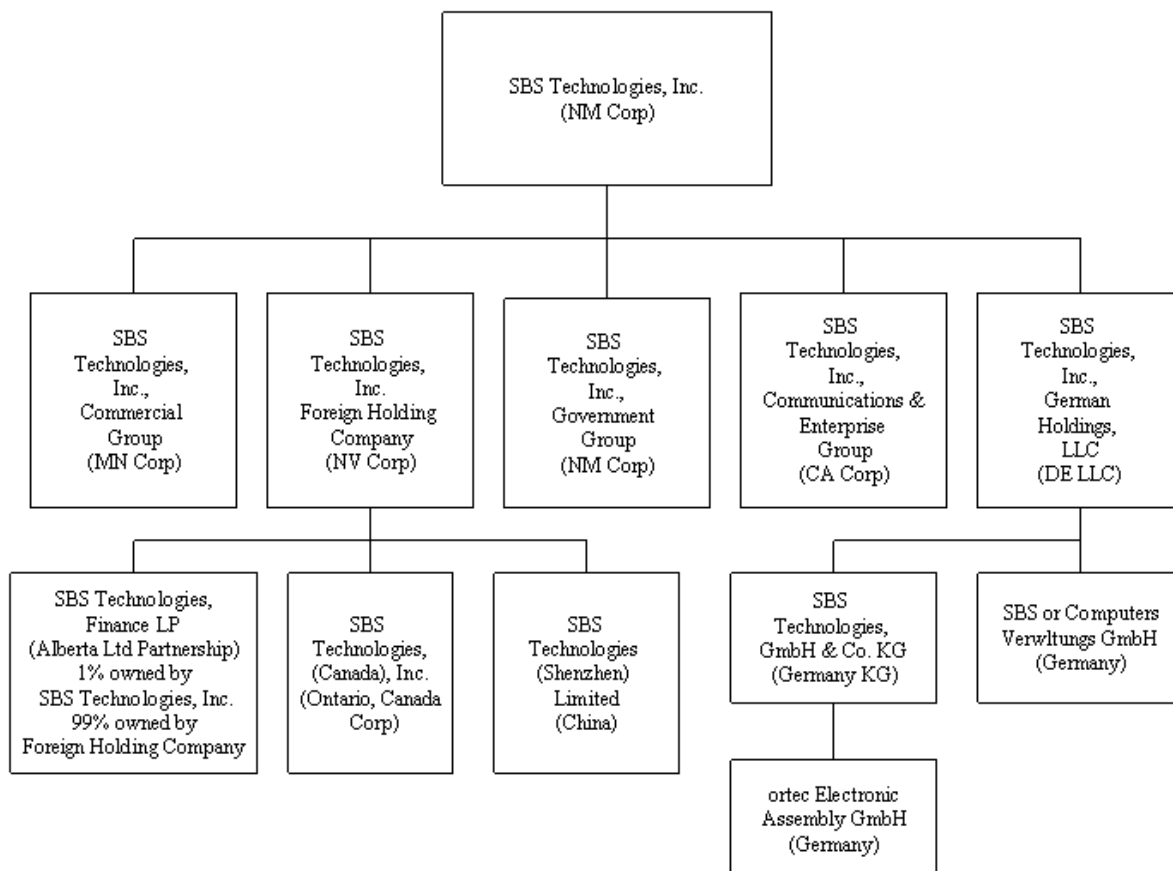 SBS Technologies, Inc.
(NM Corp)
SBS
Technologies,
Inc.,
Commercial
Group
(MN Corp)
SBS
Technologies,
Inc.
Foreign Holding
Company
(NV Corp)
SBS
Technologies,
Inc.,
Government
Group
(NM Corp)
SBS
Technologies,
Inc.,
Communications &
Enterprise
Group
(CA Corp)
SBS
Technologies,
Inc.,
German
Holdings,
LLC
(DE LLC)
SBS Technologies,
Finance LP
(Alberta Ltd Partnership)
1% owned by
SBS Technologies, Inc.
99% owned by
Foreign Holding Company
SBS
Technologies,
(Canada), Inc.
(Ontario, Canada
Corp)
SBS
Technologies
(Shenzhen)
Limited
(China)
SBS
Technologies,
GmbH & Co. KG
(Germany KG)
SBS or Computers
Verwltungs GmbH
(Germany)
ortec Electronic
Assembly GmbH
(Germany)